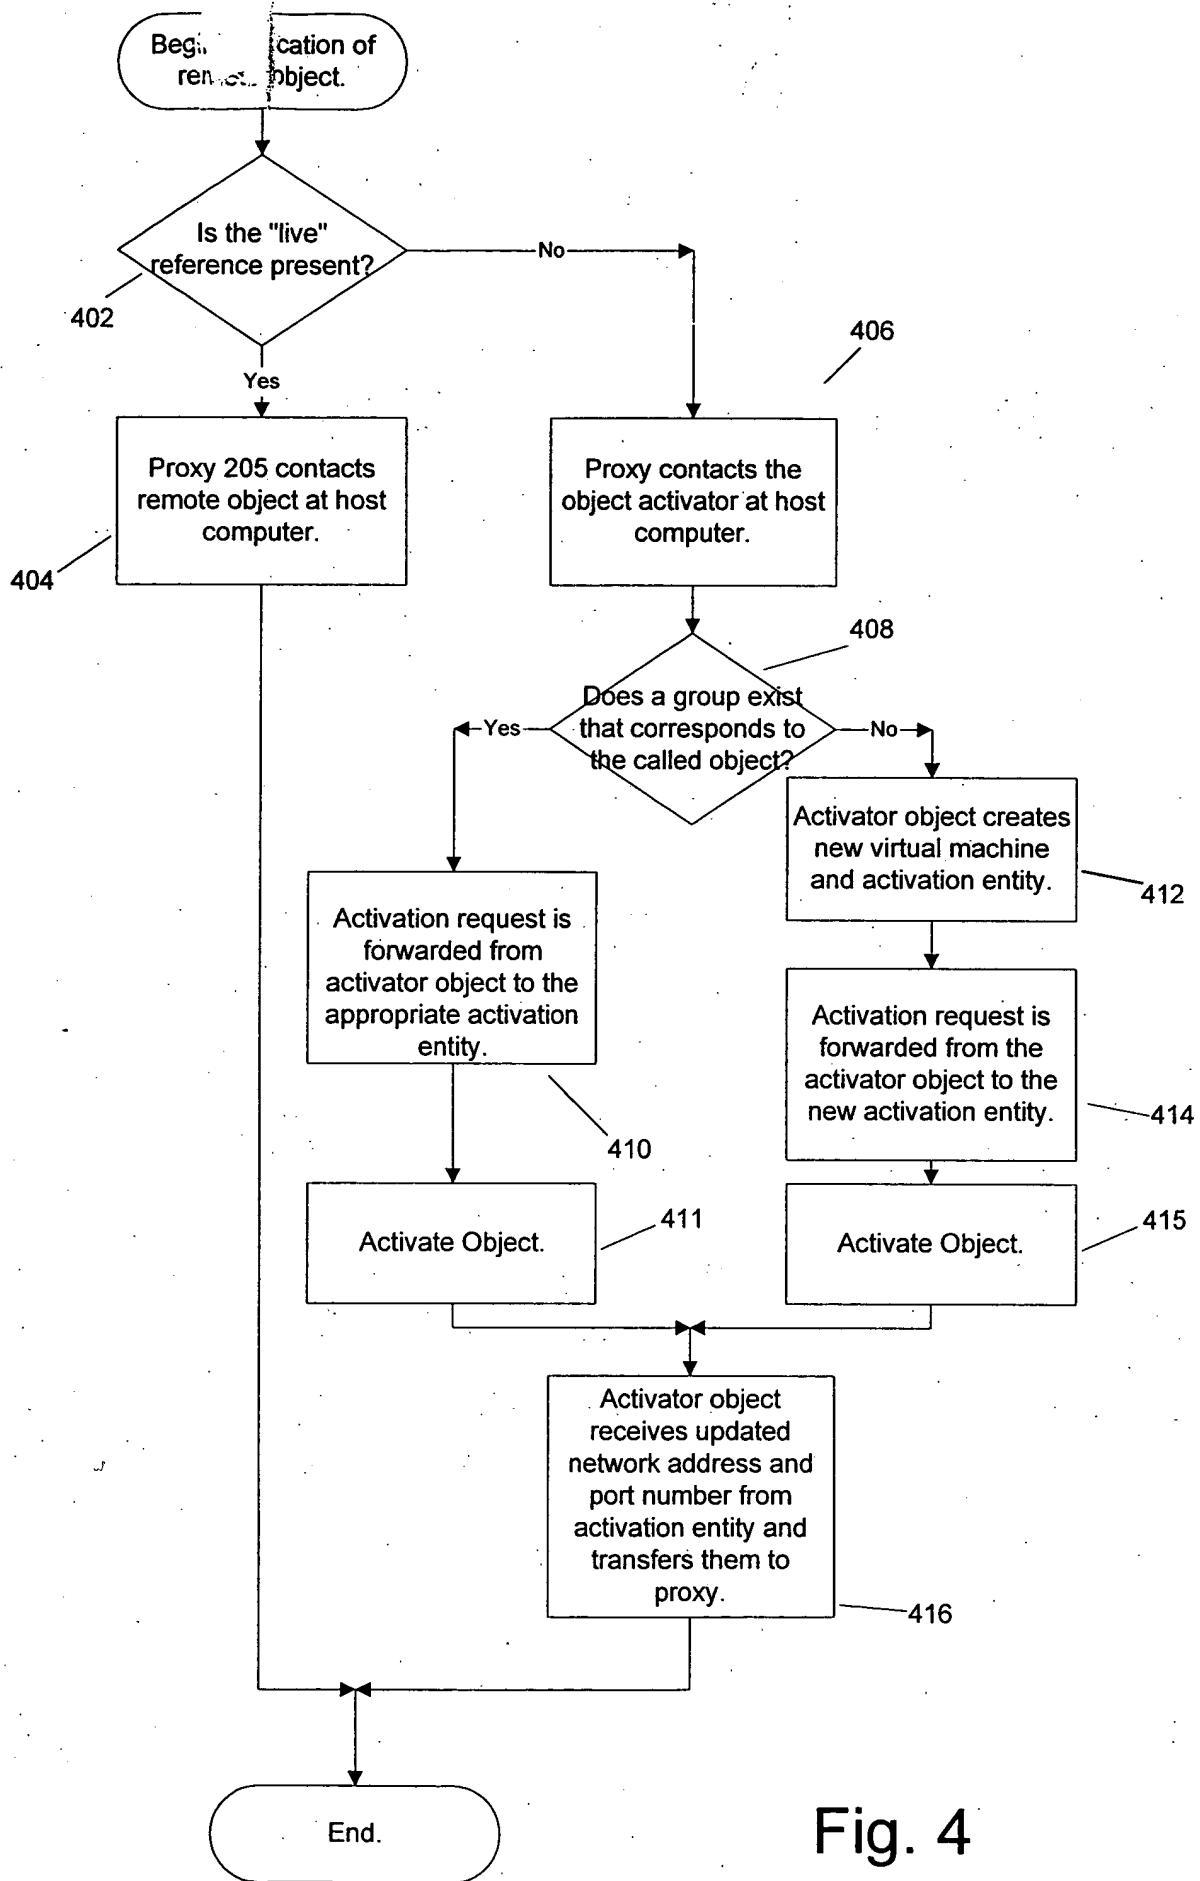 cation of
object.
Is the "live"
reference present?
402
No
Yes
406
Proxy 205 contacts
remote object at host
computer.
404
Proxy contacts the
object activator at host
computer.
408
Does a group exist
that corresponds to
the called object?
Yes
No
Activator object creates
new virtual machine
and activation entity.
412
Activation request is
forwarded from
activator object to the
appropriate activation
entity.
410
Activation request is
forwarded from the
activator object to the
new activation entity.
414
Activate Object.
411
Activate Object.
415
Activator object
receives updated
network address and
port number from
activation entity and
transfers them to
proxy.
416
End.
Fig. 4